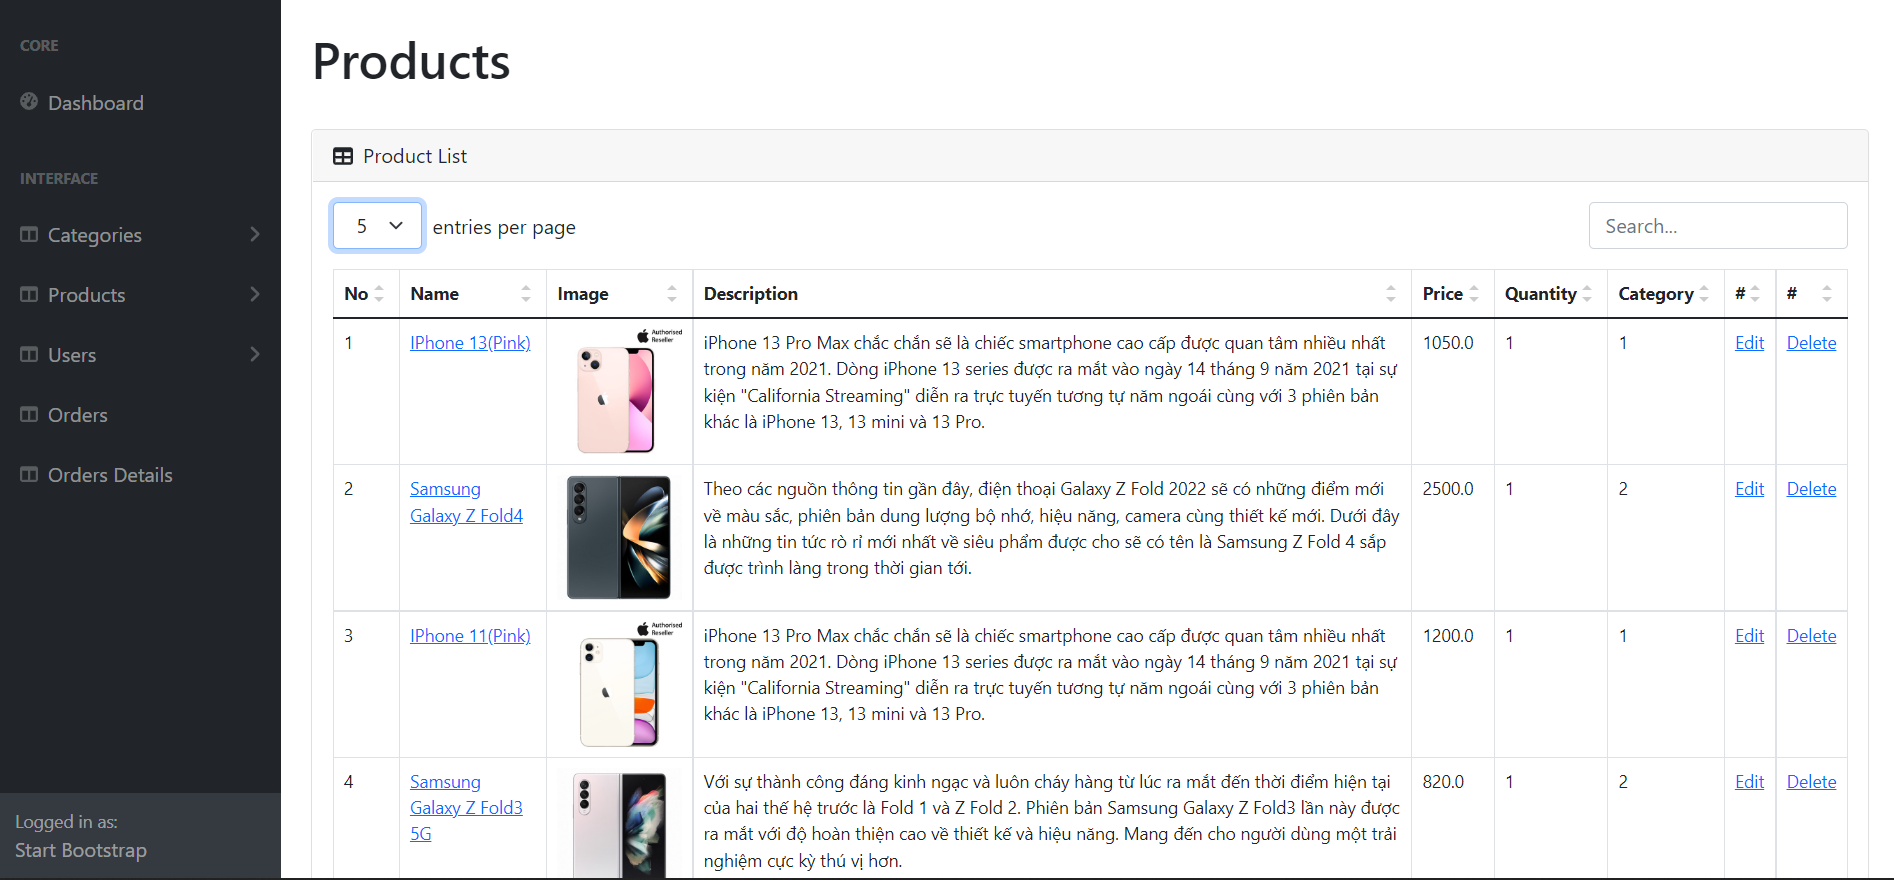 CORE
Dashboard
INTERFACE
Categories
Products
Users
Orders
Orders Details
Logged in as:
Start Bootstrap
Products
Product List
5 entries per page
Search...
No Name Image Description Price Quantity Category # #
1 IPhone 13(Pink) 1050.0 1 1 Edit Delete
Authorised
Reseller
iPhone 13 Pro Max chắc chắn sẽ là chiếc smartphone cao cấp được quan tâm nhiều nhất
trong năm 2021. Dòng iPhone 13 series được ra mắt vào ngày 14 tháng 9 năm 2021 tại sự
kiện "California Streaming" diễn ra trực tuyến tương tự năm ngoái cùng với 3 phiên bản
khác là iPhone 13, 13 mini và 13 Pro.
2 Samsung 2500.0 1 2 Edit Delete
Galaxy Z Fold4
Theo các nguồn thông tin gần đây, điện thoại Galaxy Z Fold 2022 sẽ có những điểm mới
về màu sắc, phiên bản dung lượng bộ nhớ, hiệu năng, camera cùng thiết kế mới. Dưới đây
là những tin tức rò rỉ mới nhất về siêu phẩm được cho sẽ có tên là Samsung Z Fold 4 sắp
được trình làng trong thời gian tới.
3 IPhone 11(Pink) 1200.0 1 1 Edit Delete
Authorised
Reseller
iPhone 13 Pro Max chắc chắn sẽ là chiếc smartphone cao cấp được quan tâm nhiều nhất
trong năm 2021. Dòng iPhone 13 series được ra mắt vào ngày 14 tháng 9 năm 2021 tại sự
kiện "California Streaming" diễn ra trực tuyến tương tự năm ngoái cùng với 3 phiên bản
khác là iPhone 13, 13 mini và 13 Pro.
4 Samsung 820.0 1 2 Edit Delete
Galaxy Z Fold3
5G
Với sự thành công đáng kinh ngạc và luôn cháy hàng từ lúc ra mắt đến thời điểm hiện tại
của hai thế hệ trước là Fold 1 và Z Fold 2. Phiên bản Samsung Galaxy Z Fold3 lần này được
ra mắt với độ hoàn thiện cao về thiết kế và hiệu năng. Mang đến cho người dùng một trải
nghiệm cực kỳ thú vị hơn.